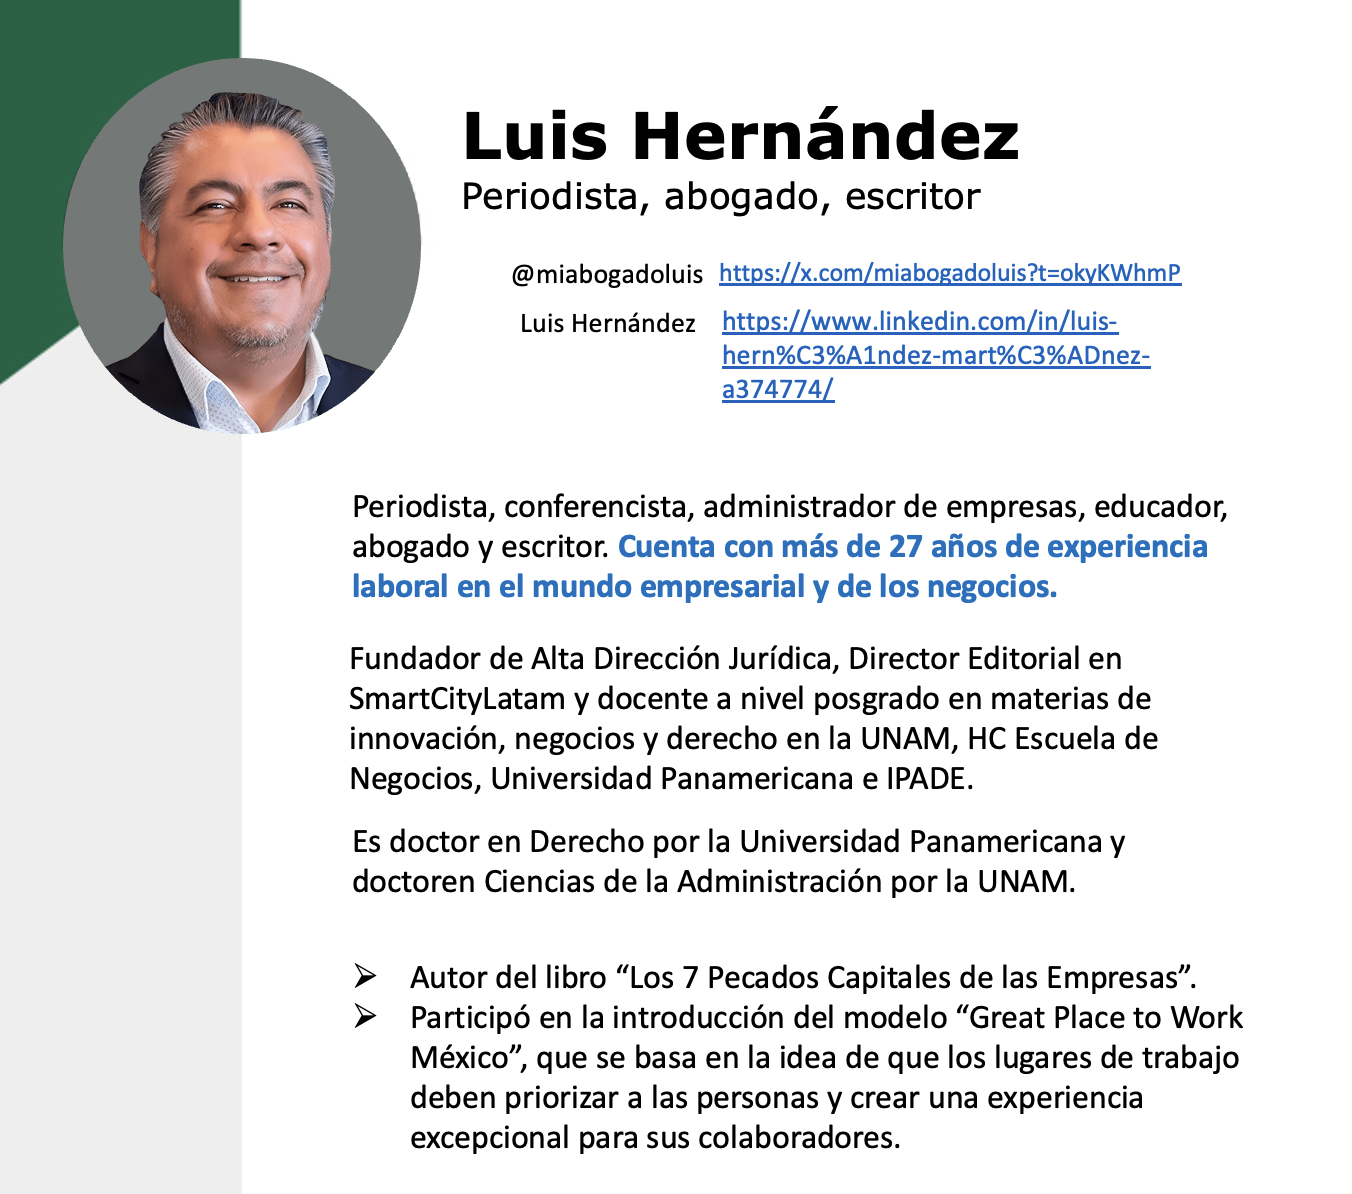 Luis Hernández
Periodista, abogado, escritor
@miabogadoluis https://x.com/miabogadoluis?t=okyKWhmP
Luis Hernández https://www.linkedin.com/in/luis-
hern%C3%A1ndez-mart%C3%ADnez-
a374774/
Periodista, conferencista, administrador de empresas, educador,
abogado y escritor. Cuenta con más de 27 años de experiencia
laboral en el mundo empresarial y de los negocios.
Fundador de Alta Dirección Jurídica, Director Editorial en
SmartCityLatam y docente a nivel posgrado en materias de
innovación, negocios y derecho en la UNAM, HC Escuela de
Negocios, Universidad Panamericana e IPADE.
Es doctor en Derecho por la Universidad Panamericana y
doctoren Ciencias de la Administración por la UNAM.
➢ Autor del libro “Los 7 Pecados Capitales de las Empresas”.
➢ Participó en la introducción del modelo “Great Place to Work
México”, que se basa en la idea de que los lugares de trabajo
deben priorizar a las personas y crear una experiencia
excepcional para sus colaboradores.